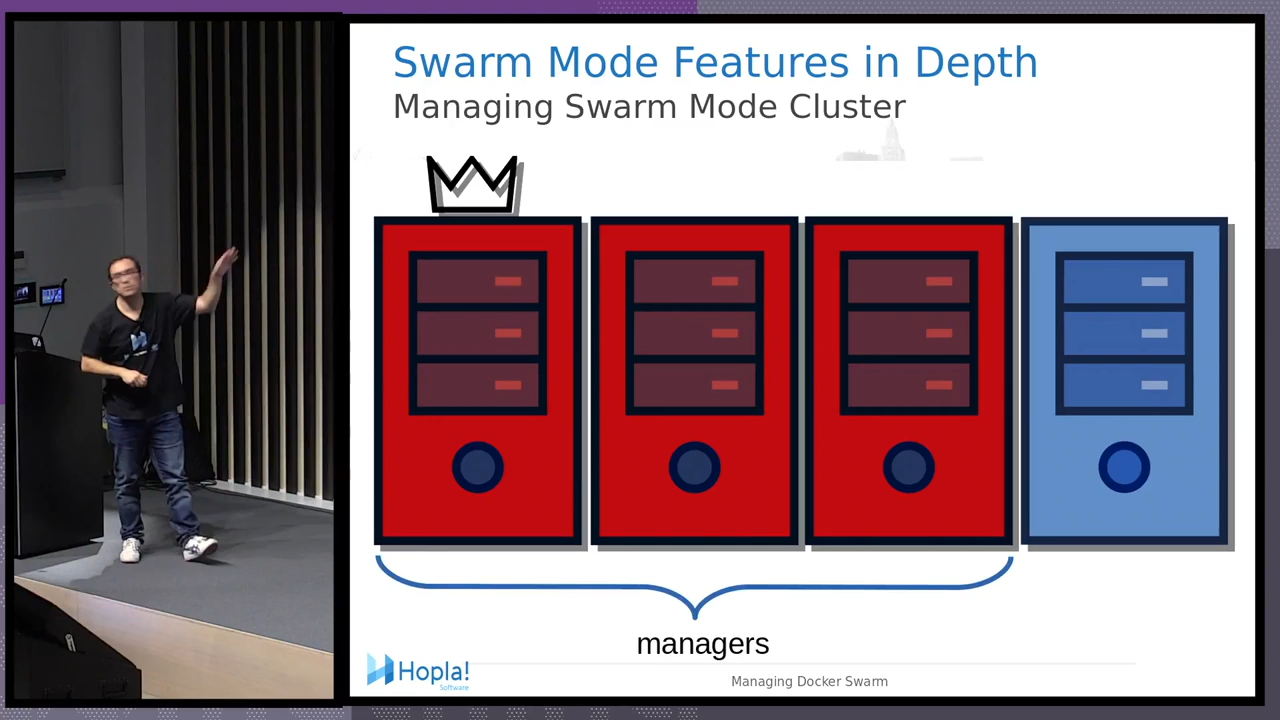 Swarm Mode Features in Depth
Managing Swarm Mode Cluster
managers
Hopla!
Software
Managing Docker Swarm